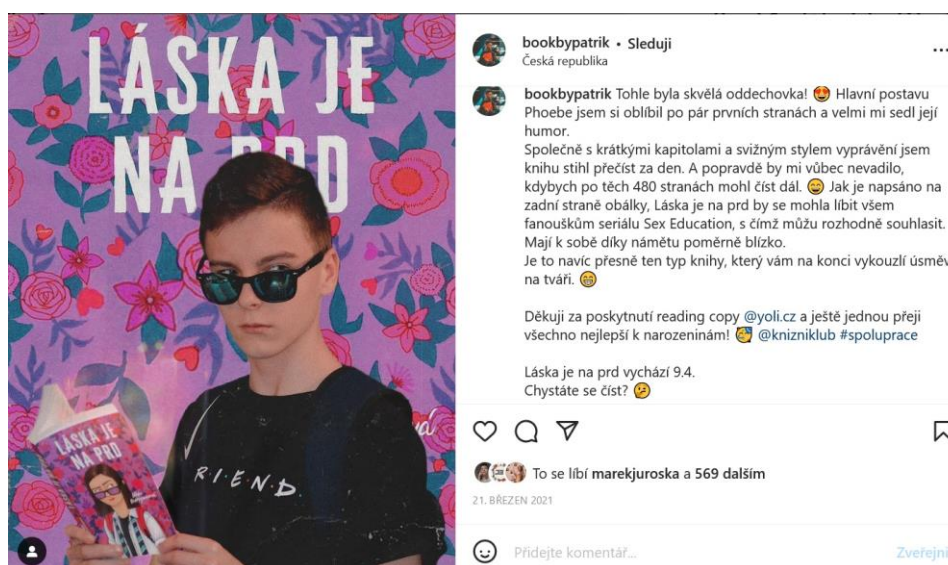 LÁSKA JE
NA PRD
LÁSKA JE
NA PRD
R·I·E·N·D
bookbypatrik • Sleduji
Česká republika
bookbypatrik Tohle byla skvělá oddechovka! 😍 Hlavní postavu
Phoebe jsem si oblíbil po pár prvních stranách a velmi mi sedl její
humor.
Společně s krátkými kapitolami a svižným stylem vyprávění jsem
knihu stihl přečíst za den. A popravdě by mi vůbec nevadilo,
kdybych po těch 480 stranách mohl číst dál. 😄 Jak je napsáno na
zadní straně obálky, Láska je na prd by se mohla líbit všem
fanouškům seriálu Sex Education, s čímž můžu rozhodně souhlasit.
Mají k sobě díky námětu poměrně blízko.
Je to navíc přesně ten typ knihy, který vám na konci vykouzlí úsměv
na tváři. 😁
Děkuji za poskytnutí reading copy @yoli.cz a ještě jednou přeji
všechno nejlepší k narozeninám! 🥳 @knizniklub #spoluprace
Láska je na prd vychází 9.4.
Chystáte se číst? 🫤
To se líbí marekjuroska a 569 dalším
21. BŘEZEN 2021
Přidejte komentář...
Zveřejni